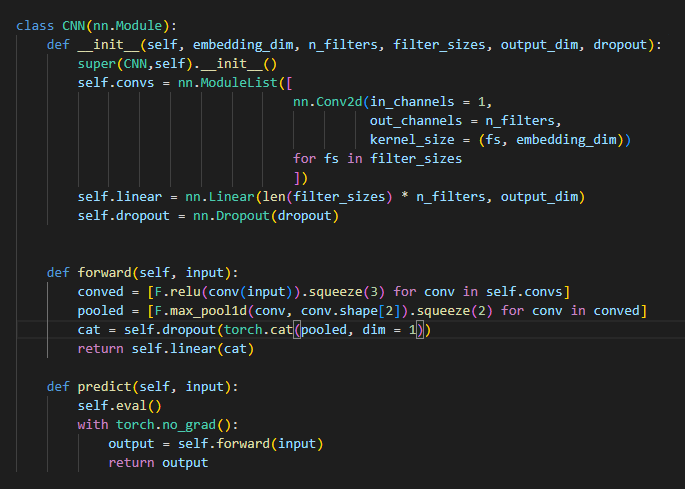 class CNN(nn.Module):
    def __init__(self, embedding_dim, n_filters, filter_sizes, output_dim, dropout):
        super(CNN,self).__init__()
        self.convs = nn.ModuleList([
                                    nn.Conv2d(in_channels = 1,
                                              out_channels = n_filters,
                                              kernel_size = (fs, embedding_dim))
                                    for fs in filter_sizes
                                    ])
        self.linear = nn.Linear(len(filter_sizes) * n_filters, output_dim)
        self.dropout = nn.Dropout(dropout)
    def forward(self, input):
        conved = [F.relu(conv(input)).squeeze(3) for conv in self.convs]
        pooled = [F.max_pool1d(conv, conv.shape[2]).squeeze(2) for conv in conved]
        cat = self.dropout(torch.cat(pooled, dim = 1))
        return self.linear(cat)
    def predict(self, input):
        self.eval()
        with torch.no_grad():
            output = self.forward(input)
            return output